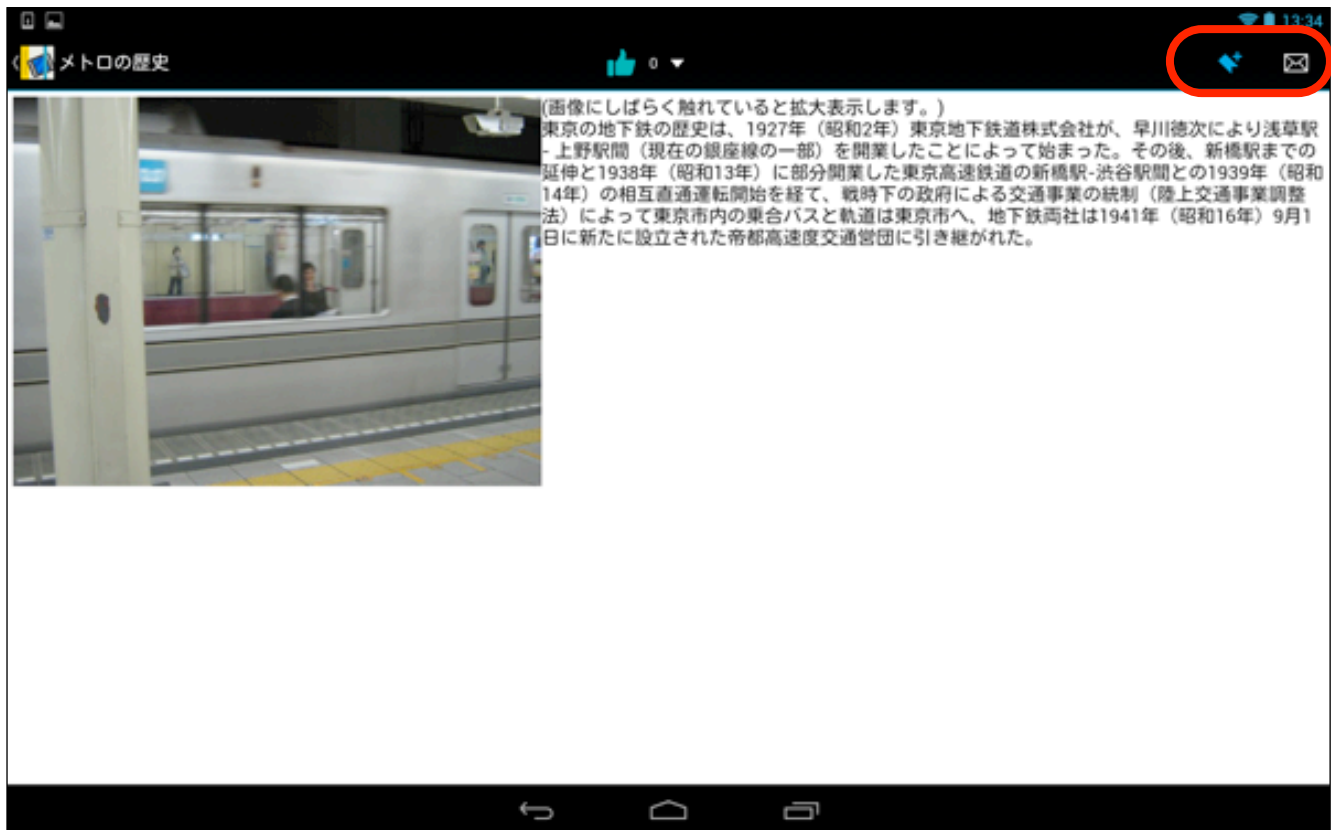 13:34
メトロの歴史
0
(画像にしばらく触れていると拡大表示します。)
東京の地下鉄の歴史は、1927年（昭和2年）東京地下鉄道株式会社が、早川徳次により浅草駅
- 上野駅間（現在の銀座線の一部）を開業したことによって始まった。その後、新橋駅までの
延伸と1938年（昭和13年）に部分開業した東京高速鉄道の新橋駅-渋谷駅間との1939年（昭和
14年）の相互直通運転開始を経て、戦時下の政府による交通事業の統制（陸上交通事業調整
法）によって東京市内の乗合バスと軌道は東京市へ、地下鉄両社は1941年（昭和16年）9月1
日に新たに設立された帝都高速度交通営団に引き継がれた。